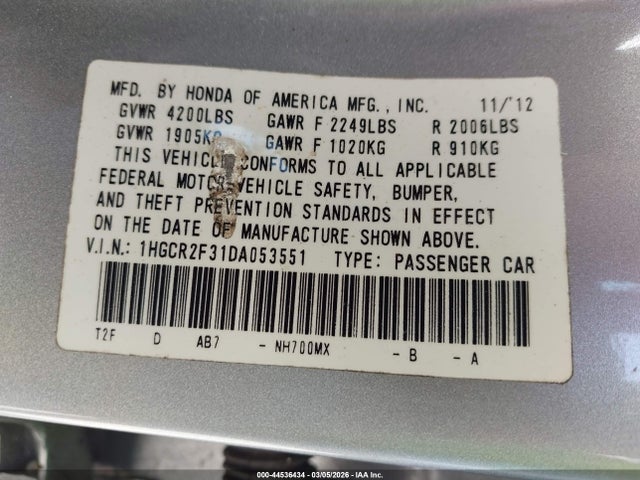 MFD. BY HONDA OF AMERICA MFG., INC. 11/'12
GVWR 4200LBS GAWR F 2249LBS R 2006LBS
GVWR 1905KG GAWR F 1020KG R 910KG
THIS VEHICLE CONFORMS TO ALL APPLICABLE
FEDERAL MOTOR VEHICLE SAFETY, BUMPER,
AND THEFT PREVENTION STANDARDS IN EFFECT
ON THE DATE OF MANUFACTURE SHOWN ABOVE.
V.I.N.: 1HGCR2F31DA053551 TYPE: PASSENGER CAR
T2F D AB7 - NH700MX - B - A
000-44536434 - 03/05/2026 - IAA Inc.